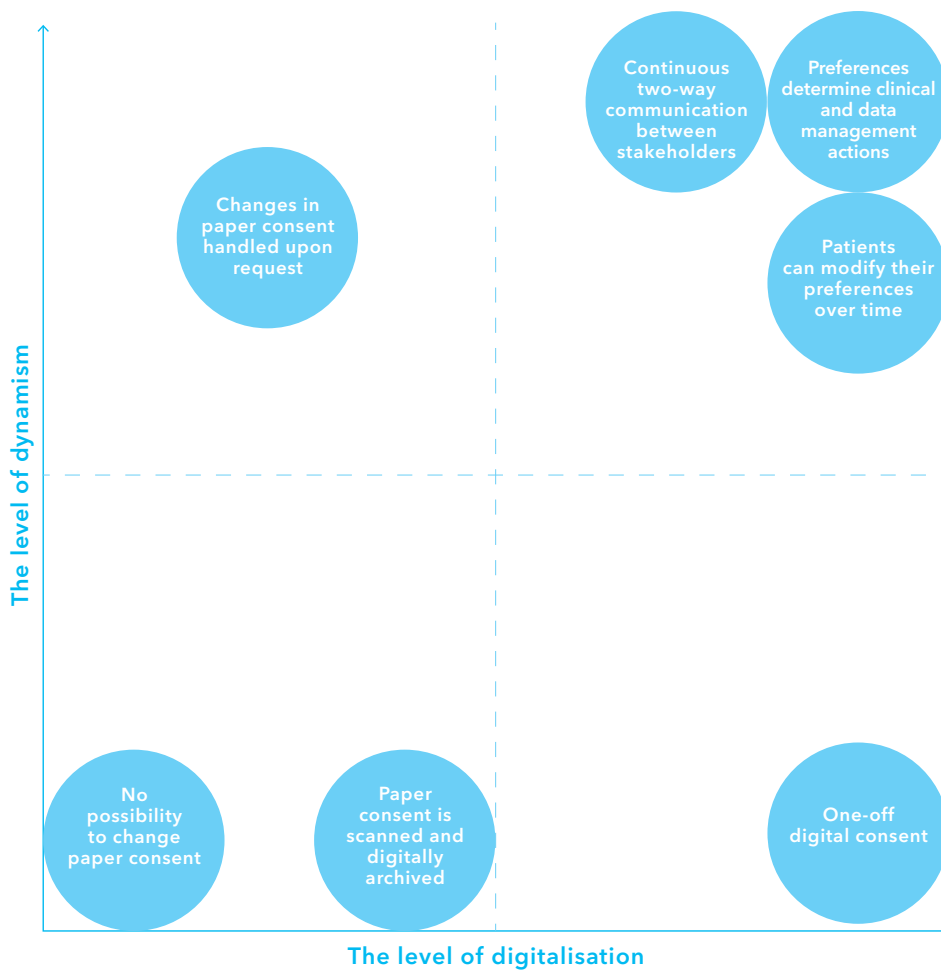 Continuous
two-way
communication
between
stakeholders
Preferences
determine clinical
and data
management
actions
Changes in
paper consent
handled upon
request
Patients
can modify their
preferences
over time
The level of dynamism
No
possibility
to change
paper consent
Paper
consent is
scanned and
digitally
archived
One-off
digital consent
The level of digitalisation